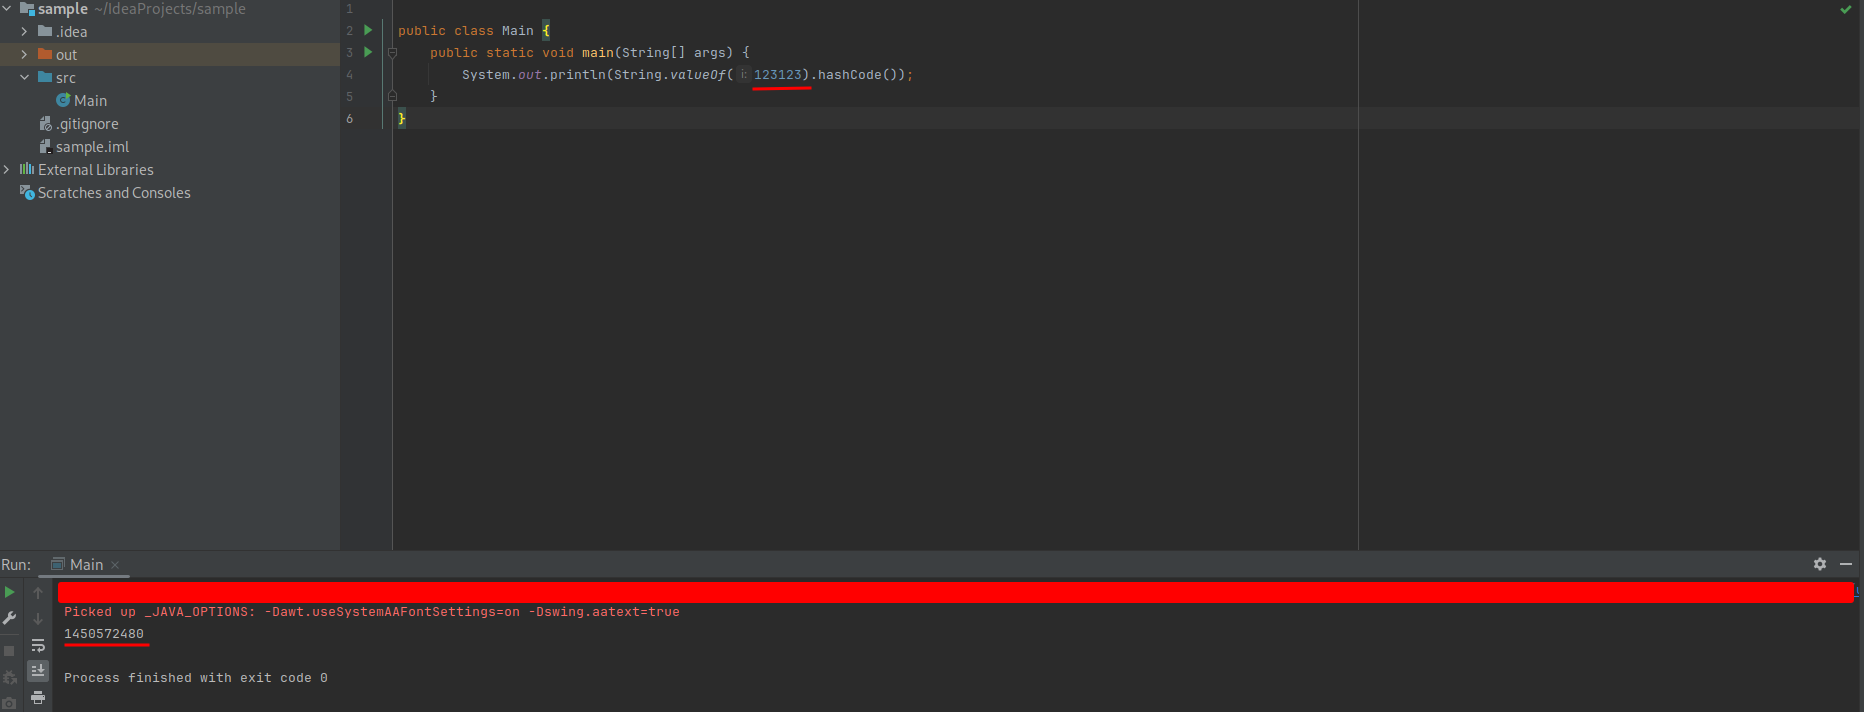 sample ~/IdeaProjects/sample
.idea
out
src
Main
.gitignore
sample.iml
External Libraries
Scratches and Consoles
1
2 public class Main {
3 public static void main(String[] args) {
4 System.out.println(String.valueOf( i: 123123).hashCode());
5 }
6 }
Run: Main
Picked up _JAVA_OPTIONS: -Dawt.useSystemAAFontSettings=on -Dswing.aatext=true
1450572480
Process finished with exit code 0